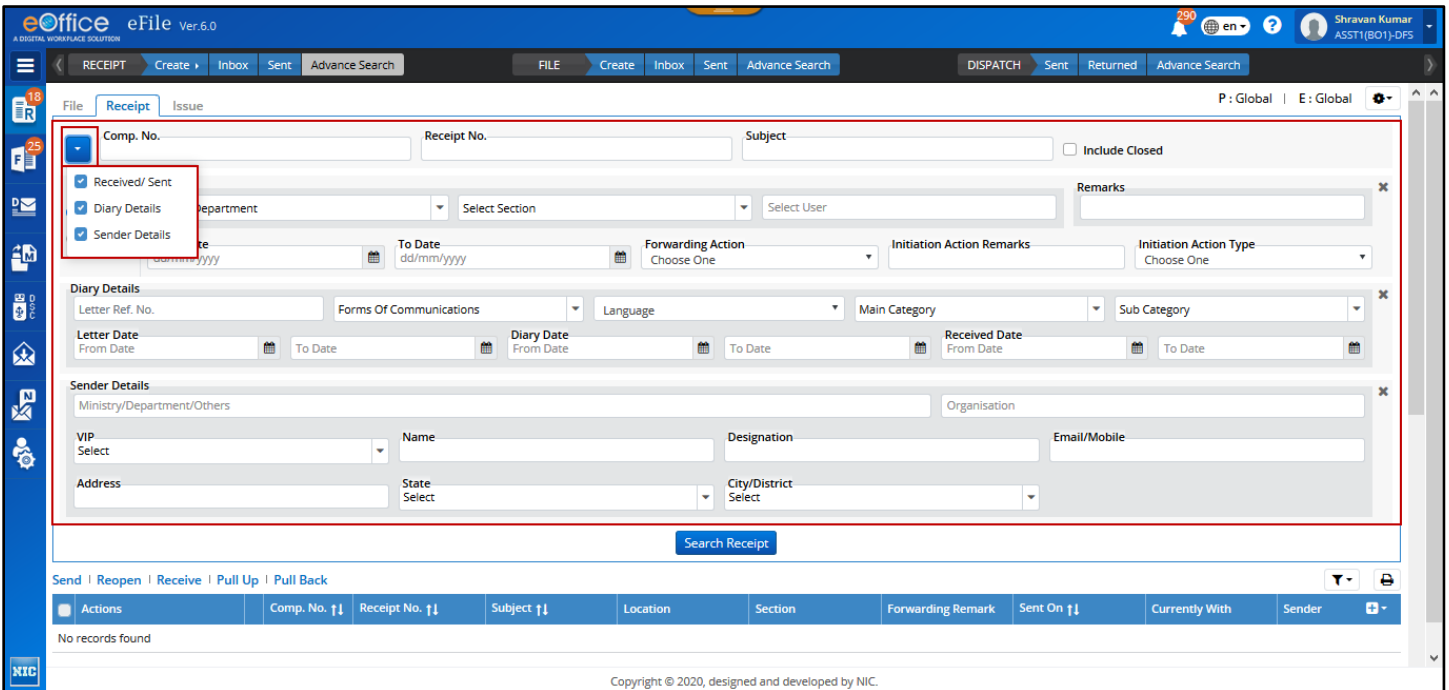 eOffice eFile Ver.6.0
A DIGITAL WORKPLACE SOLUTION
290 en ? Shravan Kumar
ASST1(BO1)-DFS
RECEIPT Create Inbox Sent Advance Search FILE Create Inbox Sent Advance Search DISPATCH Sent Returned Advance Search
18 R
25 F
D
M
DSC
N
NIC
File Receipt Issue P : Global | E : Global
Comp. No. Receipt No. Subject Include Closed
Received/ Sent
Diary Details
Sender Details
Remarks
Department Select Section Select User
te To Date Forwarding Action Initiation Action Remarks Initiation Action Type
dd/mm/yyyy dd/mm/yyyy Choose One Choose One
Diary Details
Letter Ref. No. Forms Of Communications Language Main Category Sub Category
Letter Date Diary Date Received Date
From Date To Date From Date To Date From Date To Date
Sender Details
Ministry/Department/Others Organisation
VIP Name Designation Email/Mobile
Select
Address State City/District
Select Select
Search Receipt
Send | Reopen | Receive | Pull Up | Pull Back
Actions Comp. No. Receipt No. Subject Location Section Forwarding Remark Sent On Currently With Sender
No records found
Copyright © 2020, designed and developed by NIC.